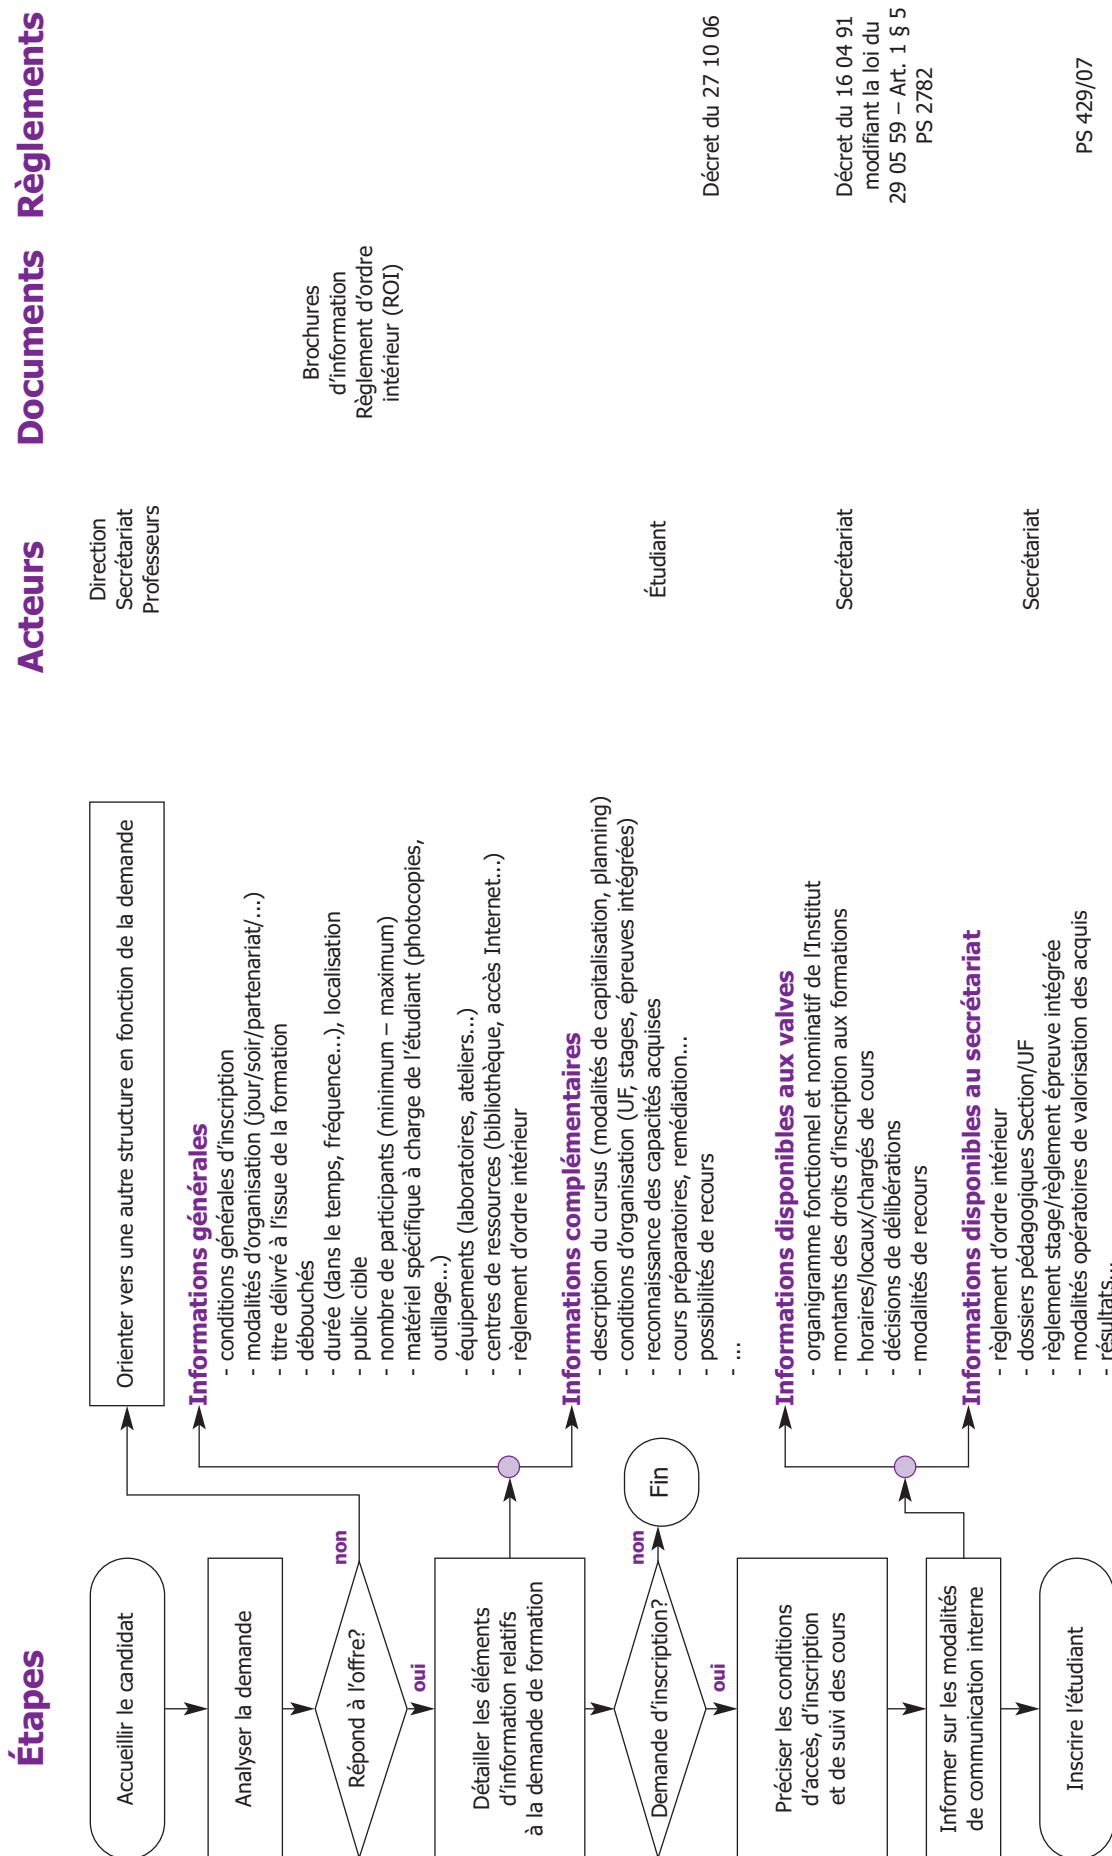 Étapes
Acteurs
Documents
Règlements
Accueillir le candidat
Orienter vers une autre structure en fonction de la demande
Direction
Secrétariat
Professeurs
Analyser la demande
Informations générales
- conditions générales d'inscription
- modalités d'organisation (jour/soir/partenariat/...)
- titre délivré à l'issue de la formation
- débouchés
- durée (dans le temps, fréquence...), localisation
- public cible
- nombre de participants (minimum – maximum)
- matériel spécifique à charge de l'étudiant (photocopies,
outillage...)
- équipements (laboratoires, ateliers...)
- centres de ressources (bibliothèque, accès Internet...)
- règlement d'ordre intérieur
Brochures
d'information
Règlement d'ordre
intérieur (ROI)
Répond à l'offre?
non
oui
Détailler les éléments
d'information relatifs
à la demande de formation
Informations complémentaires
- description du cursus (modalités de capitalisation, planning)
- conditions d'organisation (UF, stages, épreuves intégrées)
- reconnaissance des capacités acquises
- cours préparatoires, remédiation...
- possibilités de recours
- ...
Demande d'inscription?
non
Fin
oui
Étudiant
Décret du 27 10 06
Préciser les conditions
d'accès, d'inscription
et de suivi des cours
Informations disponibles aux valves
- organigramme fonctionnel et nominatif de l'Institut
- montants des droits d'inscription aux formations
- horaires/locaux/chargés de cours
- décisions de délibérations
- modalités de recours
Secrétariat
Décret du 16 04 91
modifiant la loi du
29 05 59 – Art. 1 § 5
PS 2782
Informer sur les modalités
de communication interne
Informations disponibles au secrétariat
- règlement d'ordre intérieur
- dossiers pédagogiques Section/UF
- règlement stage/règlement épreuve intégrée
- modalités opératoires de valorisation des acquis
- résultats...
Secrétariat
PS 429/07
Inscrire l'étudiant